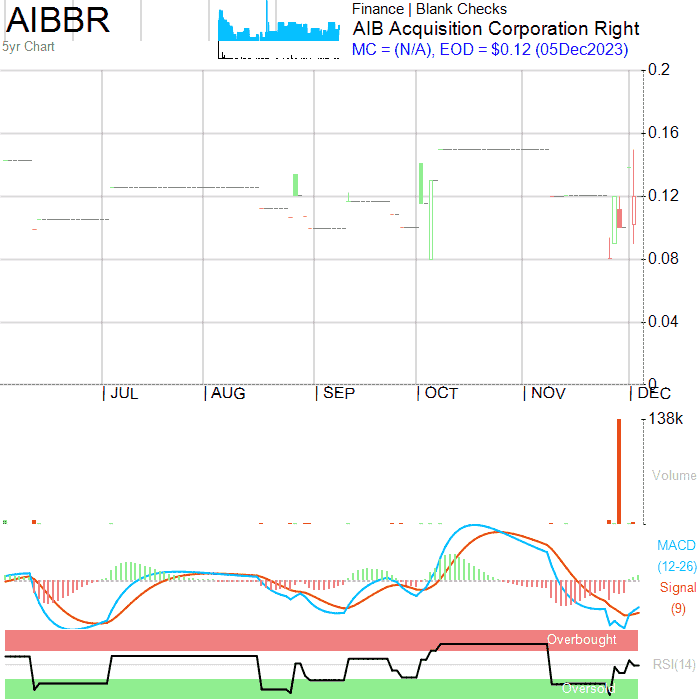 AIBBR
5yr Chart
Finance | Blank Checks
AIB Acquisition Corporation Right
MC = (N/A), EOD = $0.12 (05Dec2023)
0.2
0.16
0.12
0.08
0.04
0
| JUL | AUG | SEP | OCT | NOV | DEC
138k
Volume
MACD
(12-26)
Signal
(9)
Overbought
RSI(14)
Oversold